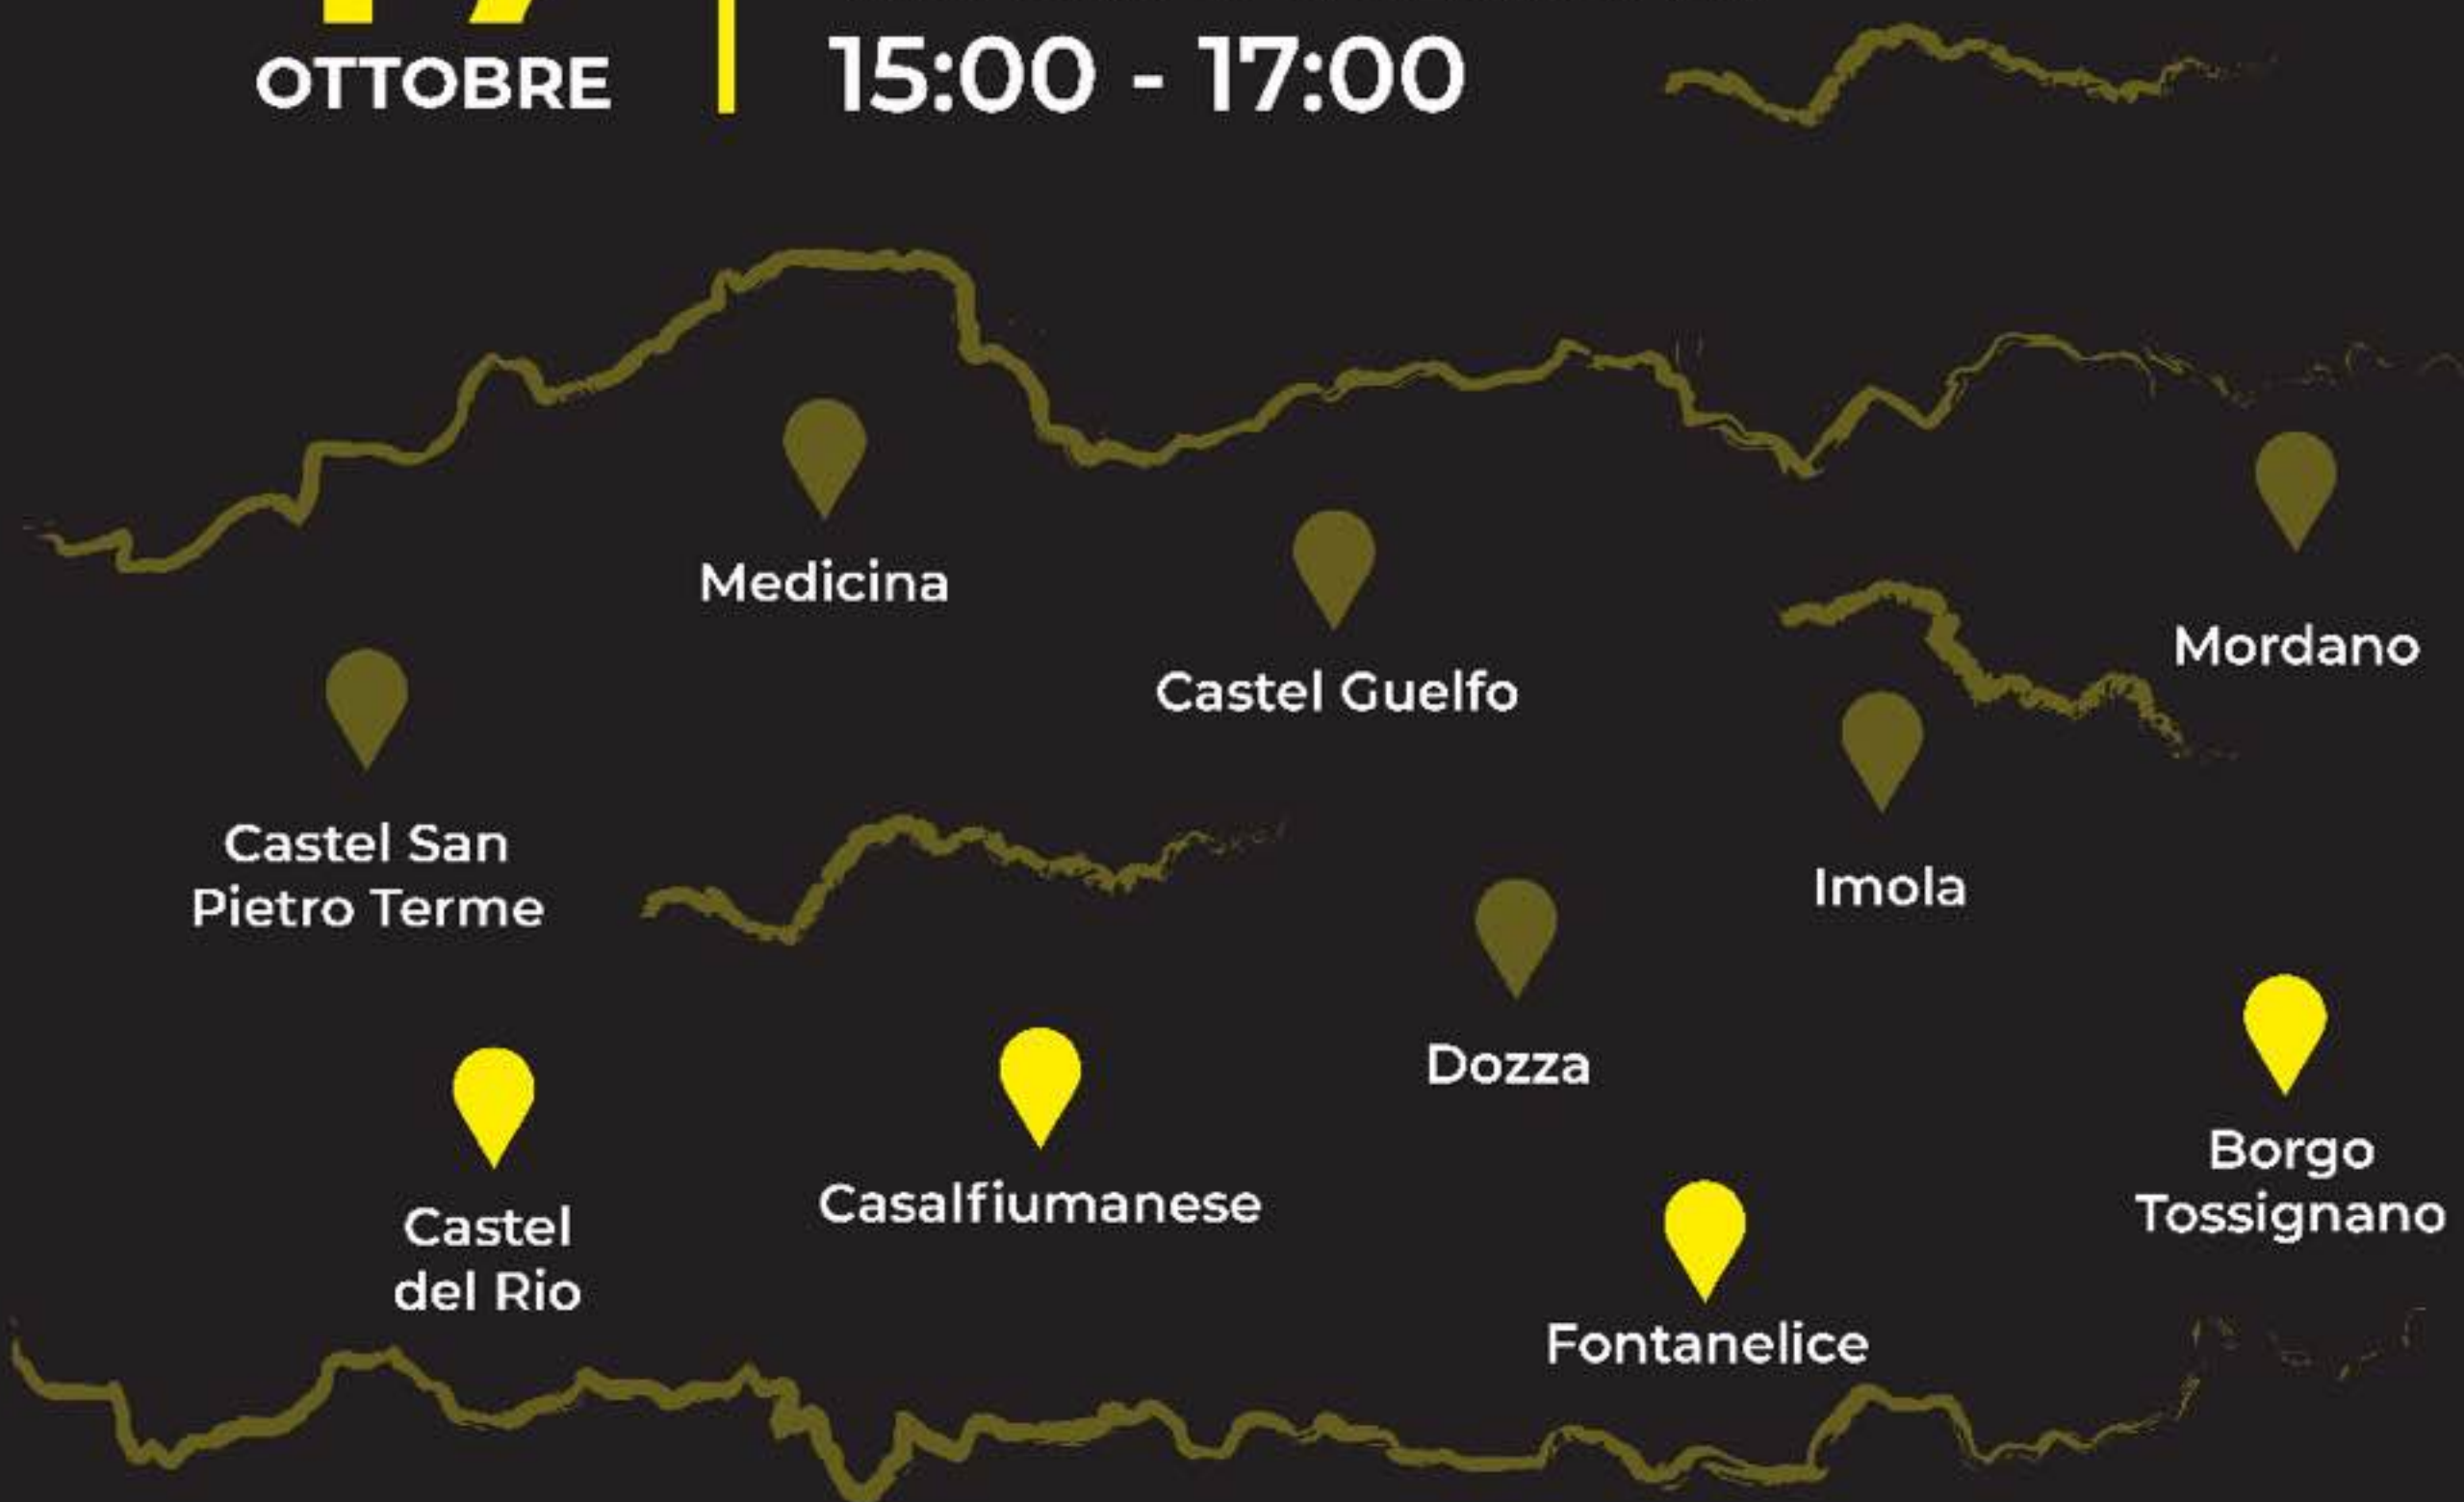 OTTOBRE
15:00 - 17:00
Medicina
Castel Guelfo
Mordano
Castel San
Pietro Terme
Imola
Dozza
Castel
del Rio
Casalfiumanese
Fontanelice
Borgo
Tossignano